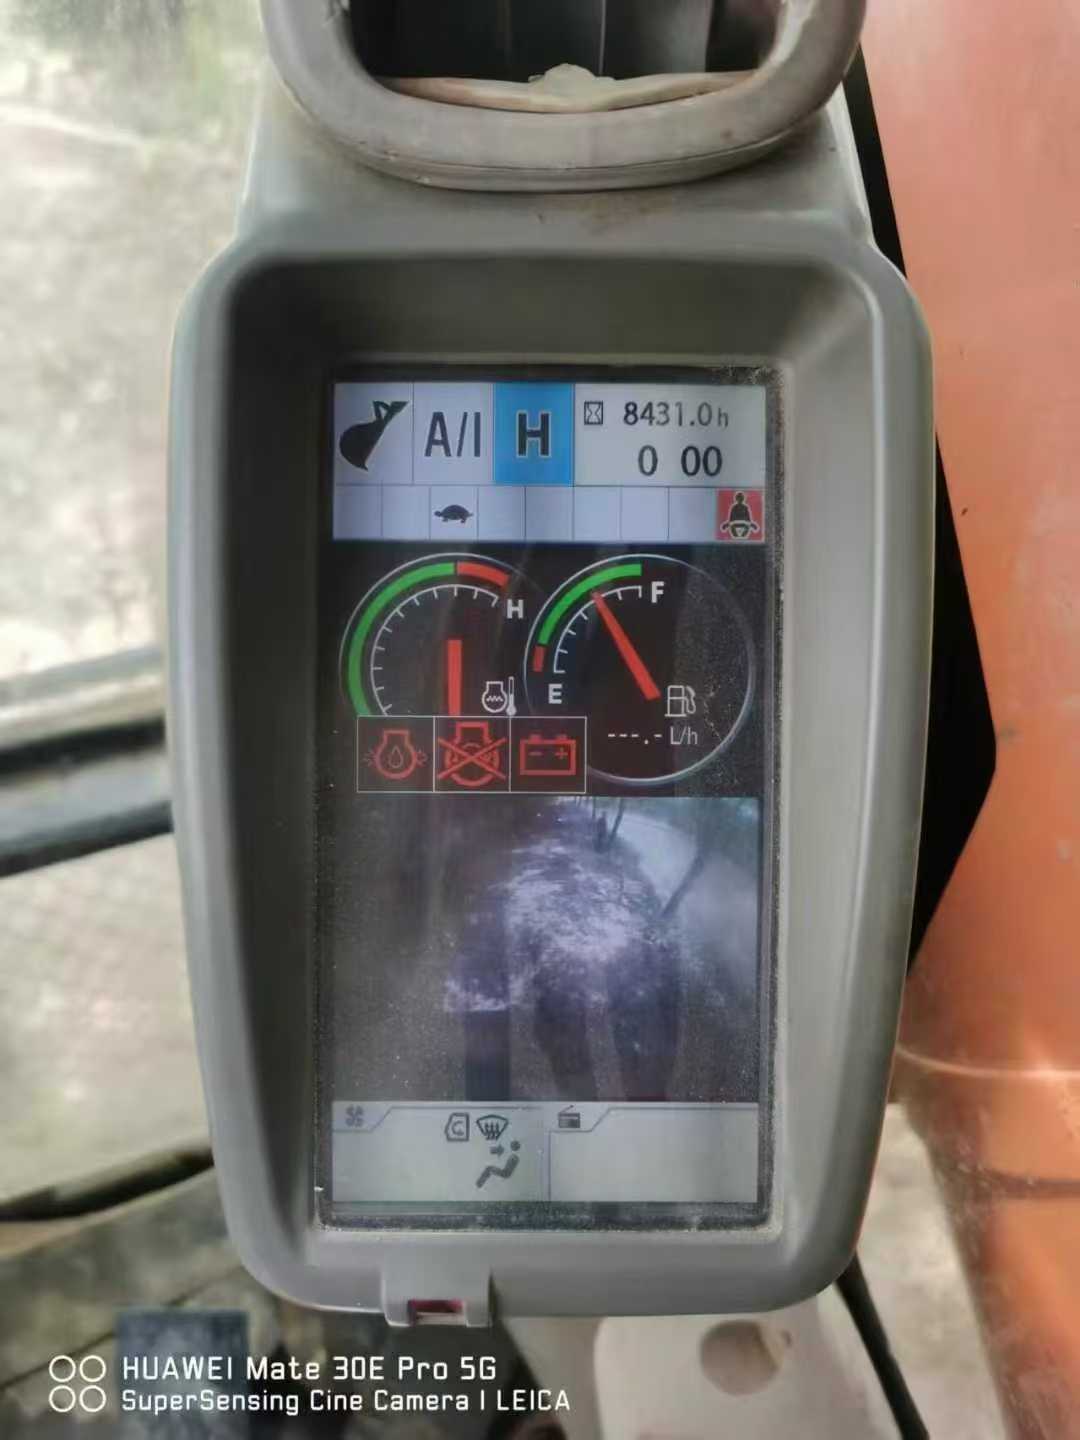 A/I
H
8431.0h
0 00
H
F
E
---.- L/h
HUAWEI Mate 30E Pro 5G
SuperSensing Cine Camera | LEICA